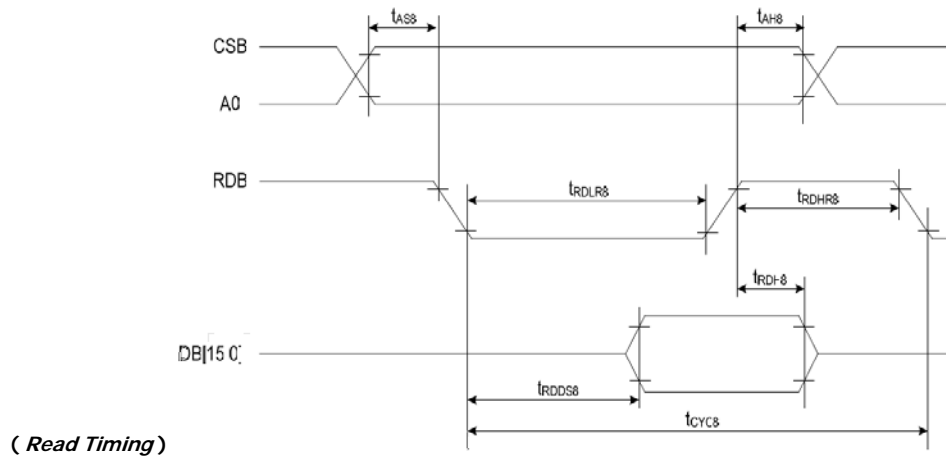 tAS8 tAH8
CSB
A0
RDB
tRDLR8 tRDHR8
tRDH8
DB[15 0]
tRDDS8
tCYC8
( Read Timing )